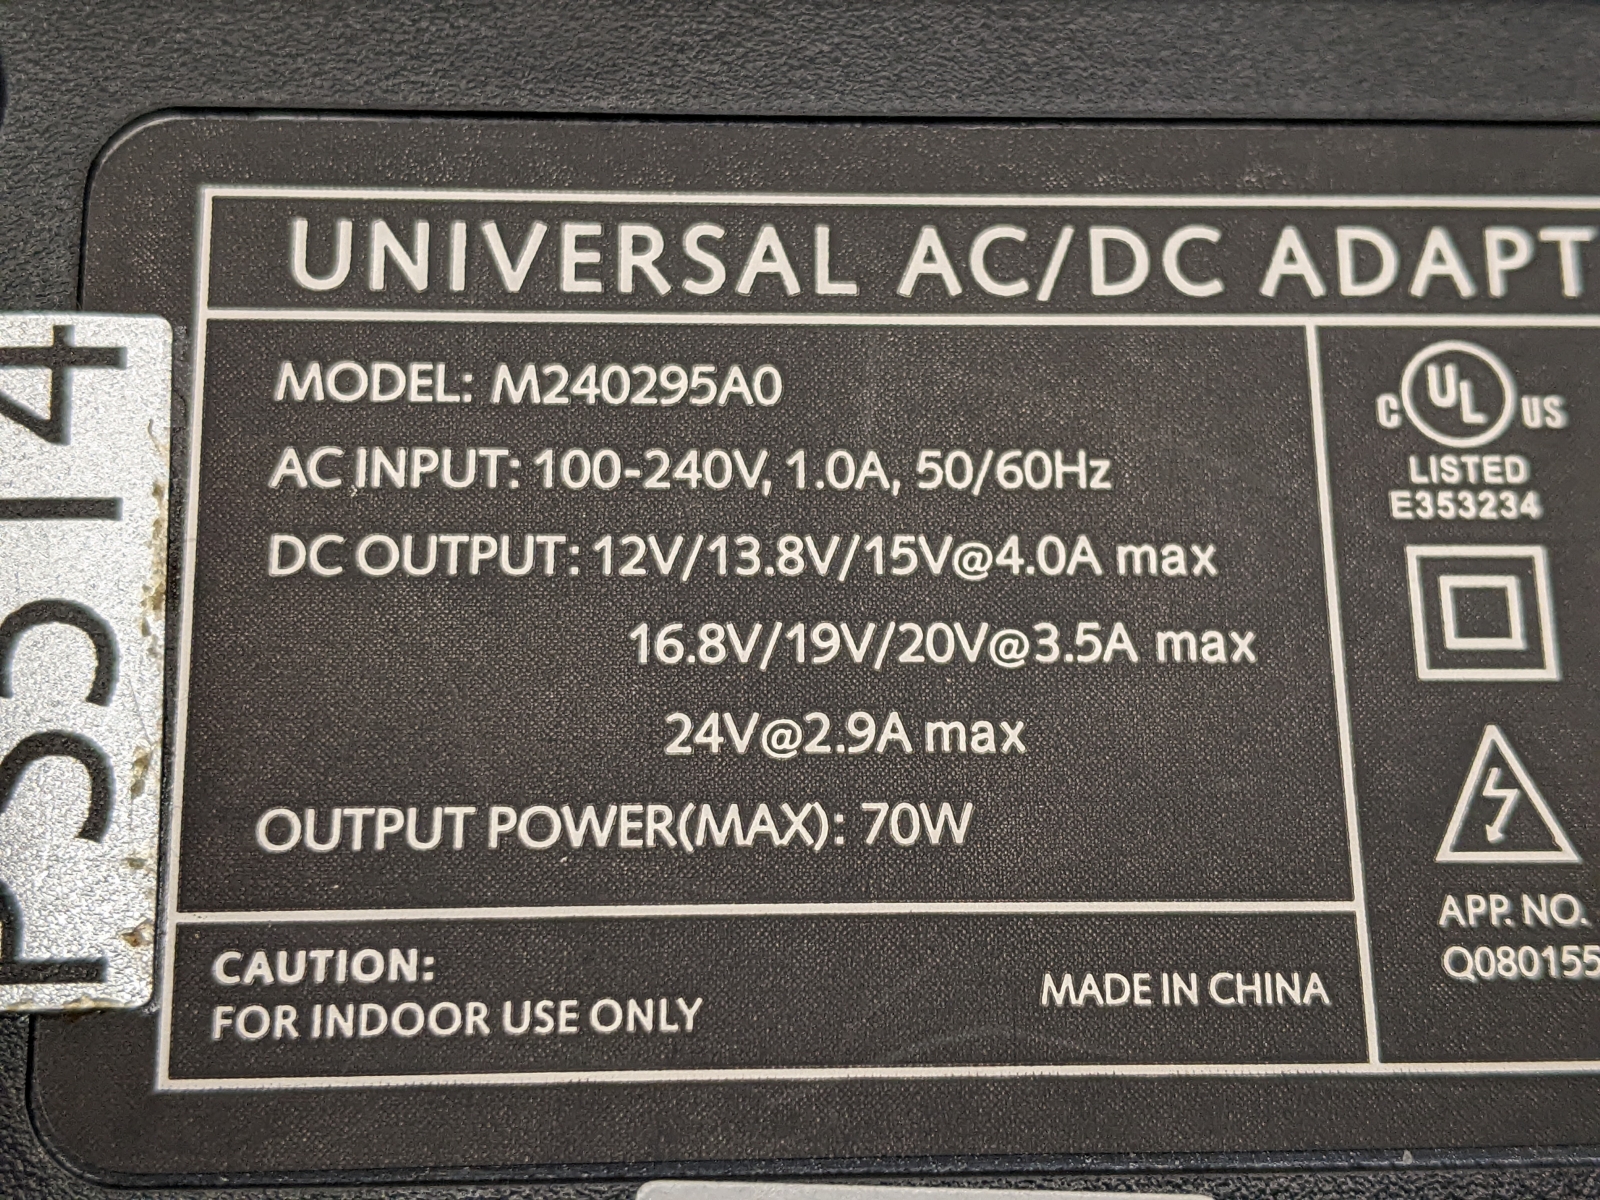 UNIVERSAL AC/DC ADAPT
MODEL: M240295A0
AC INPUT: 100-240V, 1.0A, 50/60Hz
DC OUTPUT: 12V/13.8V/15V@4.0A max
16.8V/19V/20V@3.5A max
24V@2.9A max
OUTPUT POWER(MAX): 70W
CAUTION:
FOR INDOOR USE ONLY
MADE IN CHINA
C UL US
LISTED
E353234
APP. NO.
Q080155